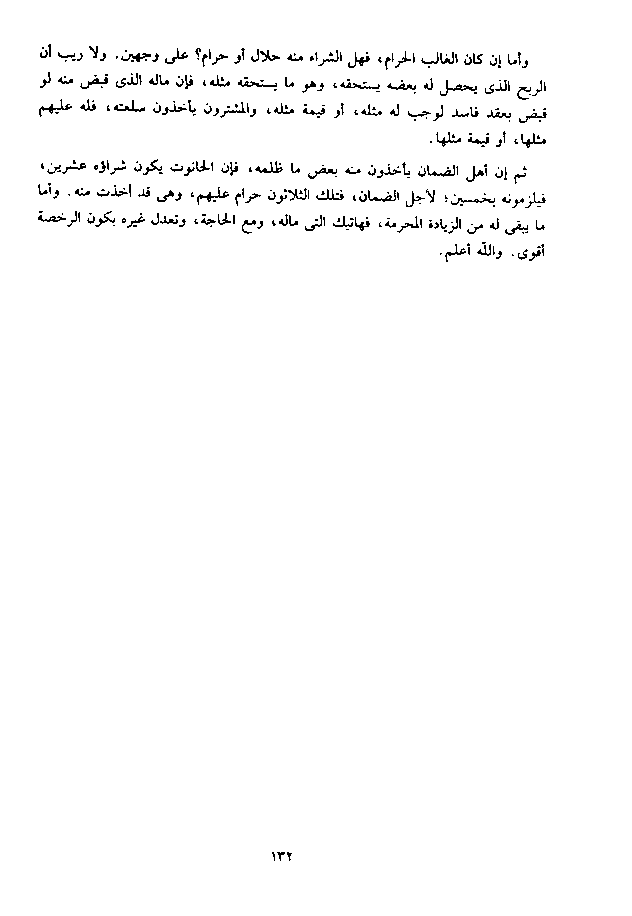 وأما إن كان الغالب الحرام، فهل الشراء منه حلال أو حرام؟ على وجهين. ولا ريب أن
الربح الذى يحصل له بعضه يستحقه، وهو ما يستحقه مثله، فإن ماله الذى قبض منه لو
قبض بعقد فاسد لوجب له مثله، أو قيمة مثله، والمشترون يأخذون سلعته، فله عليهم
مثلها، أو قيمة مثلها.
ثم إن أهل الضمان يأخذون منه بعض ما ظلمه، فإن الحانوت يكون شراؤه عشرين،
فيلزمونه بخمسين؛ لأجل الضمان، فتلك الثلاثون حرام عليهم، وهى قد أخذت منه. وأما
ما يبقى له من الزيادة المحرمة، فهاتيك التى ماله، ومع الحاجة، وتعدل غيره يكون الرخصة
أقوى. والله أعلم.
١٣٢